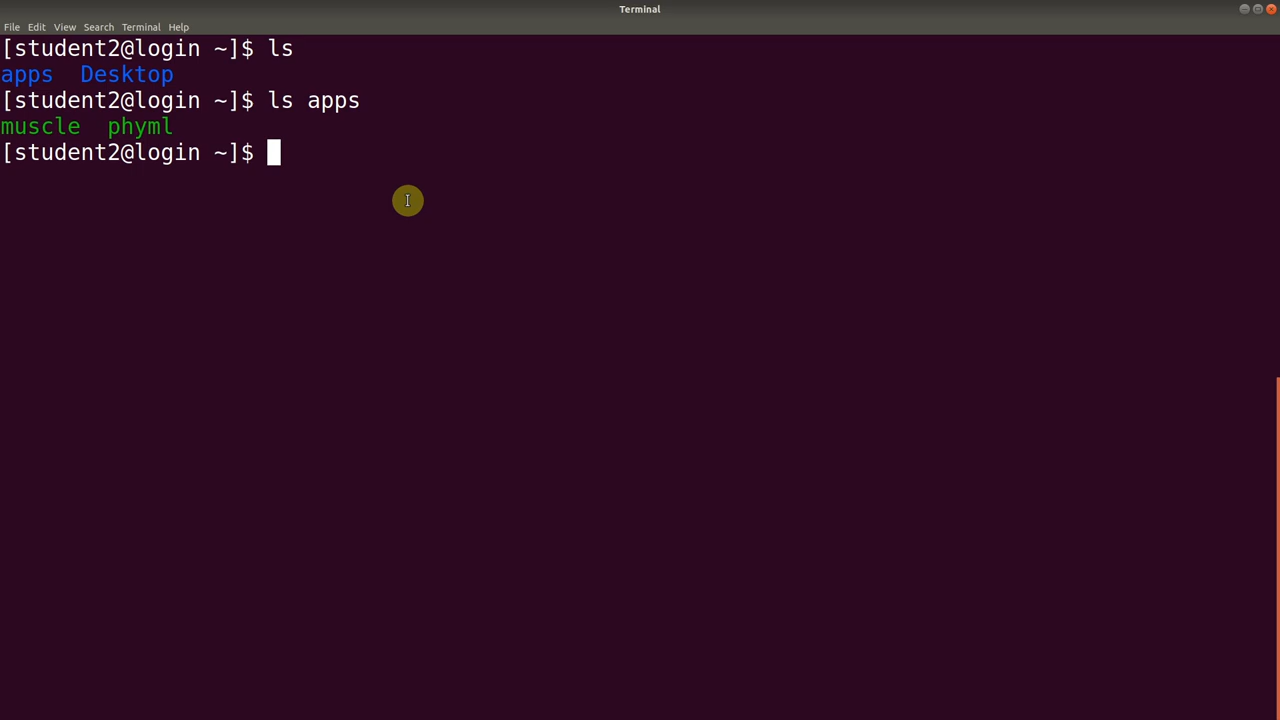 Terminal
File Edit View Search Terminal Help
[student2@login ~]$ ls
apps  Desktop
[student2@login ~]$ ls apps
muscle  phyml
[student2@login ~]$